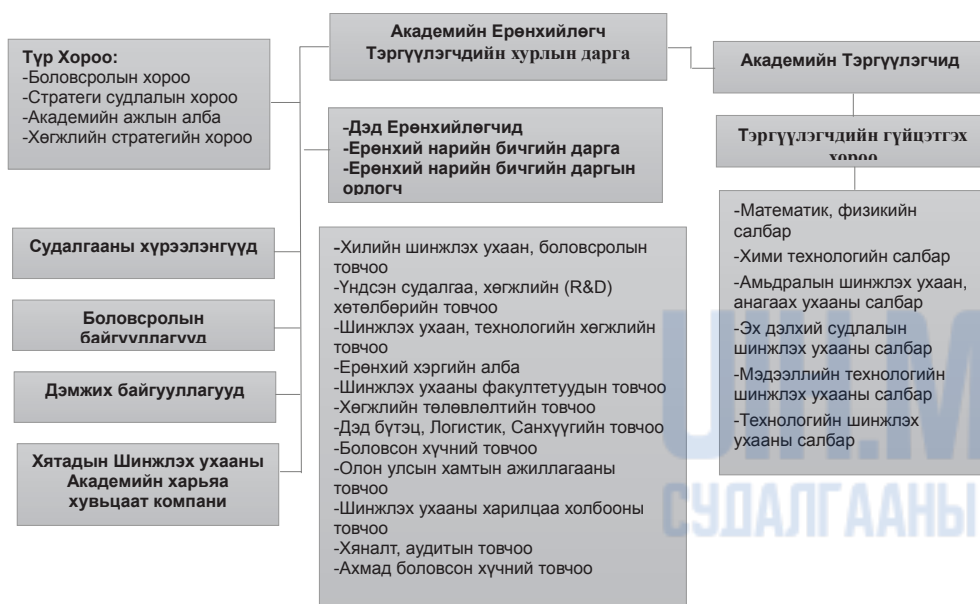 Академийн Ерөнхийлөгч
Тэргүүлэгчдийн хурлын дарга
Түр Хороо:
-Боловсролын хороо
-Стратеги судлалын хороо
-Академийн ажлын алба
-Хөгжлийн стратегийн хороо
Академийн Тэргүүлэгчид
-Дэд Ерөнхийлөгчид
-Ерөнхий нарийн бичгийн дарга
-Ерөнхий нарийн бичгийн даргын
орлогч
Тэргүүлэгчдийн гүйцэтгэх
хороо
Судалгааны хүрээлэнгүүд
Боловсролын
байгууллагууд
Дэмжих байгууллагууд
Хятадын Шинжлэх ухааны
Академийн харьяа
хувьцаат компани
-Хилийн шинжлэх ухаан, боловсролын
товчоо
-Үндсэн судалгаа, хөгжлийн (R&D)
хөтөлбөрийн товчоо
-Шинжлэх ухаан, технологийн хөгжлийн
товчоо
-Ерөнхий хэргийн алба
-Шинжлэх ухааны факултетуудын товчоо
-Хөгжлийн төлөвлөлтийн товчоо
-Дэд бүтэц, Логистик, Санхүүгийн товчоо
-Боловсон хүчний товчоо
-Олон улсын хамтын ажиллагааны
товчоо
-Шинжлэх ухааны харилцаа холбооны
товчоо
-Хяналт, аудитын товчоо
-Ахмад боловсон хүчний товчоо
-Математик, физикийн
салбар
-Хими технологийн салбар
-Амьдралын шинжлэх ухаан,
анагаах ухааны салбар
-Эх дэлхий судлалын
шинжлэх ухааны салбар
-Мэдээллийн технологийн
шинжлэх ухааны салбар
-Технологийн шинжлэх
ухааны салбар
UIH.M
СУДАЛГААНЫ